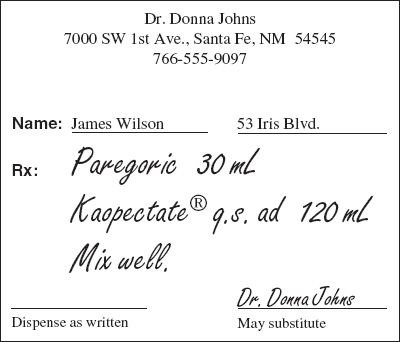 Dr. Donna Johns
7000 SW 1st Ave., Santa Fe, NM 54545
766-555-9097
Name: James Wilson 53 Iris Blvd.
Rx: Paregoric 30 mL
Kaopectate® q.s. ad 120 mL
Mix well.
Dr. Donna Johns
Dispense as written May substitute